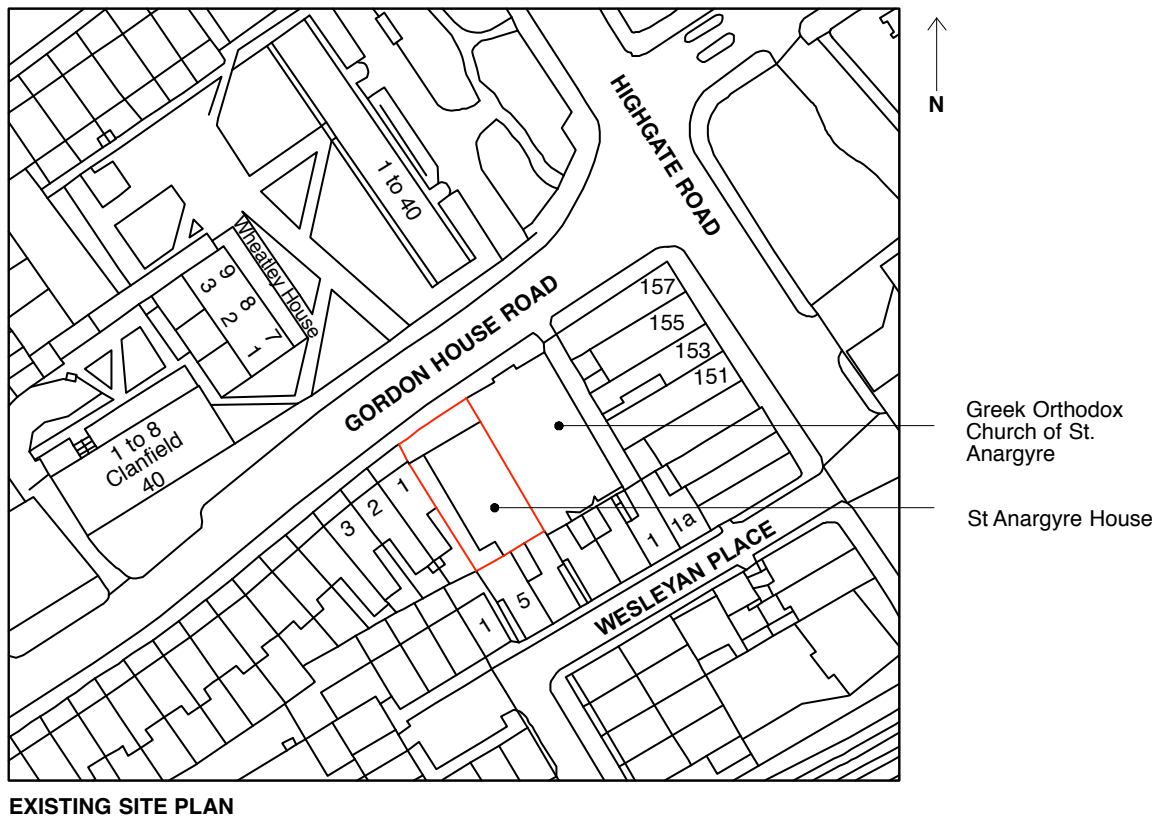 N
HIGHGATE ROAD
1 to 40
Wheatley House
9
8
7
3
2
1
GORDON HOUSE ROAD
157
155
153
151
1 to 8
Clanfield
40
3
2
1
Greek Orthodox
Church of St.
Anargyre
St Anargyre House
1
1a
5
1
WESLEYAN PLACE
EXISTING SITE PLAN